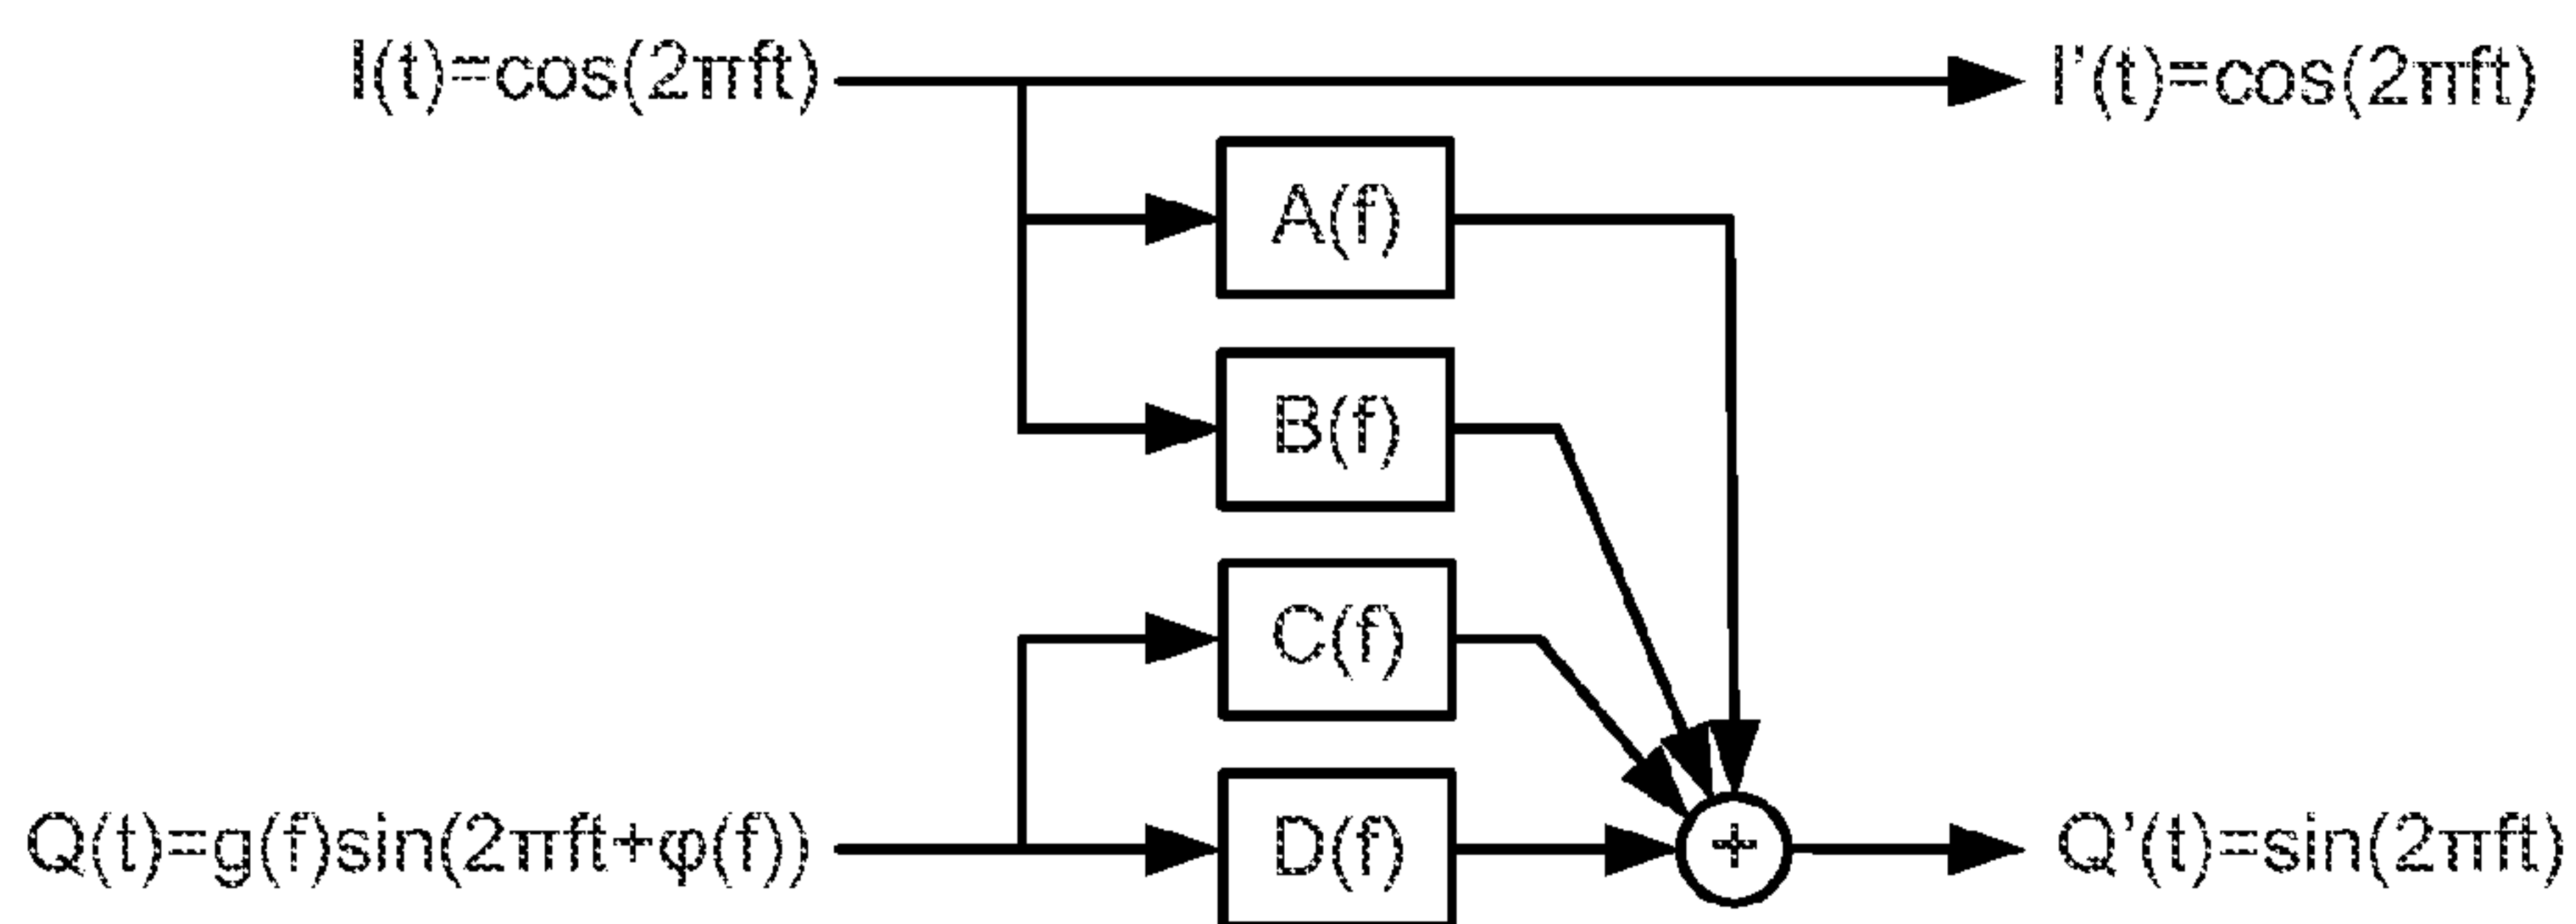 I(t)=cos(2πft)
I’(t)=cos(2πft)
A(f)
B(f)
C(f)
D(f)
Q(t)=g(f)sin(2πft+φ(f))
+
Q’(t)=sin(2πft)